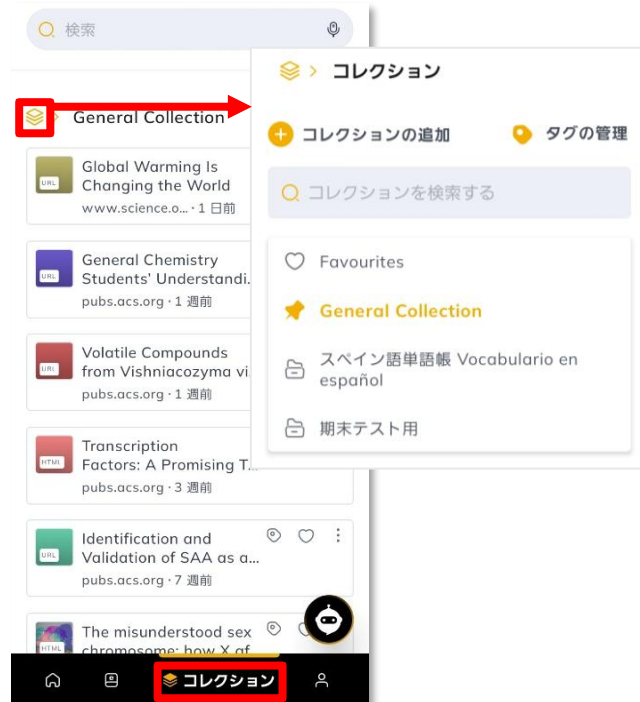 検索
General Collection
URL
Global Warming Is
Changing the World
www.science.o... · 1 日前
URL
General Chemistry
Students' Understandi.
pubs.acs.org · 1 週前
URL
Volatile Compounds
from Vishniacozyma vi
pubs.acs.org · 1 週前
HTML
Transcription
Factors: A Promising T...
pubs.acs.org · 3 週前
URL
Identification and
Validation of SAA as a...
pubs.acs.org · 7 週前
HTML
The misunderstood sex
chromosome: how X af
コレクション
コレクション
コレクションの追加
タグの管理
コレクションを検索する
Favourites
General Collection
スペイン語単語帳 Vocabulario en
español
期末テスト用